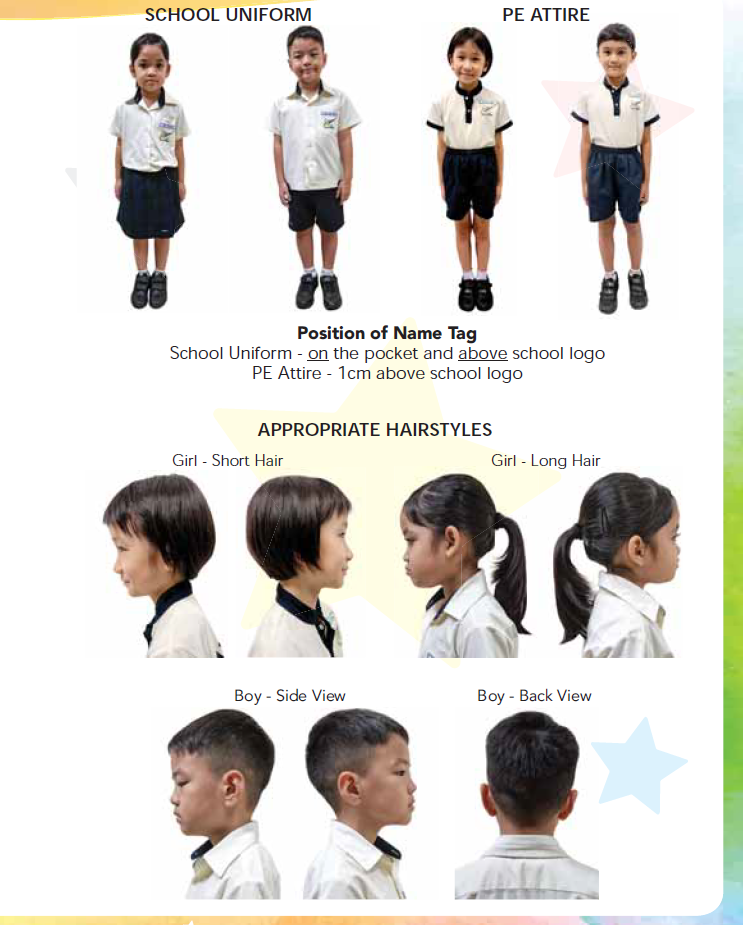 SCHOOL UNIFORM
PE ATTIRE
Position of Name Tag
School Uniform - on the pocket and above school logo
PE Attire - 1cm above school logo
APPROPRIATE HAIRSTYLES
Girl - Short Hair
Girl - Long Hair
Boy - Side View
Boy - Back View